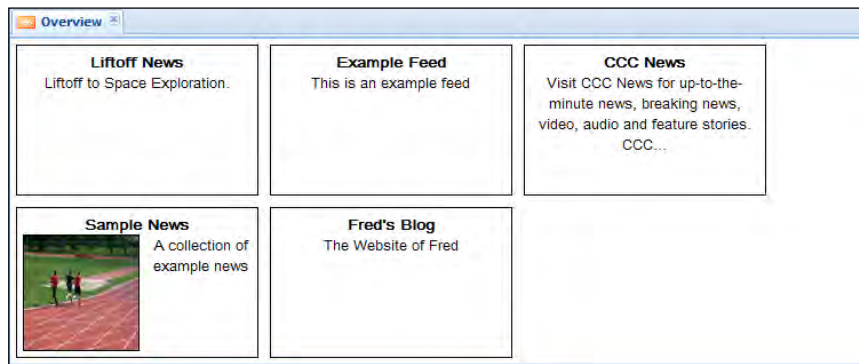 Overview
Liftoff News
Liftoff to Space Exploration.
Example Feed
This is an example feed
CCC News
Visit CCC News for up-to-the-
minute news, breaking news,
video, audio and feature stories.
CCC...
Sample News
A collection of
example news
Fred's Blog
The Website of Fred